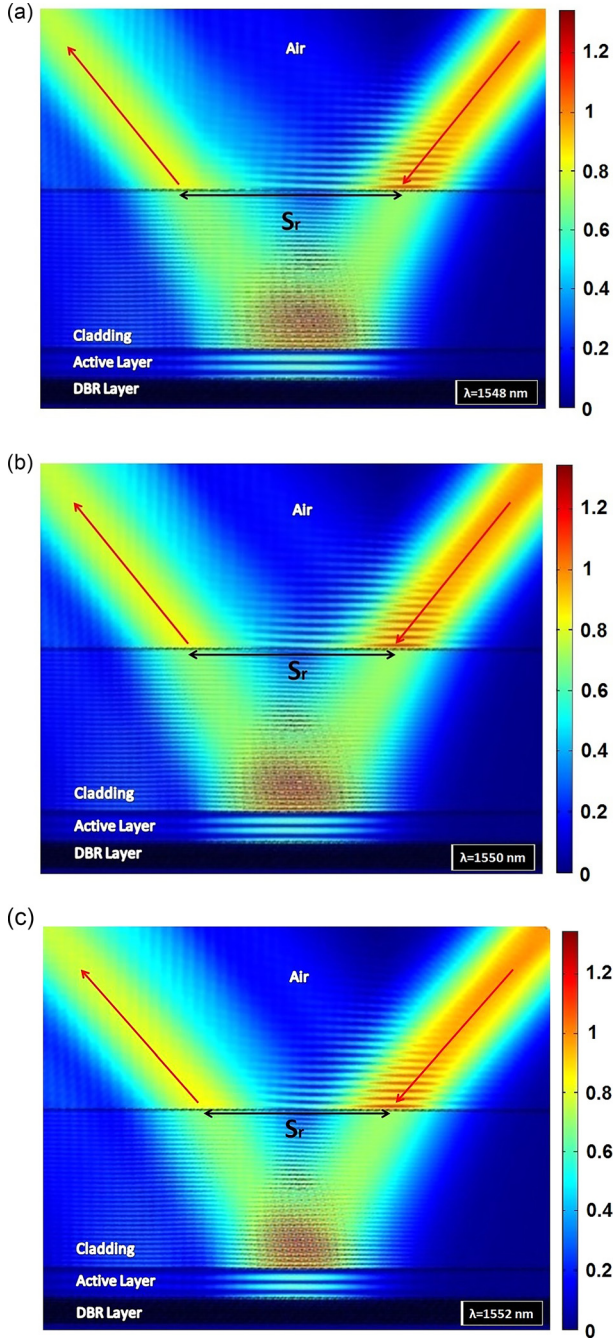 (a)
Air
Sr
Cladding
Active Layer
DBR Layer
λ=1548 nm
1.2
1
0.8
0.6
0.4
0.2
0
(b)
Air
Sr
Cladding
Active Layer
DBR Layer
λ=1550 nm
1.2
1
0.8
0.6
0.4
0.2
0
(c)
Air
Sr
Cladding
Active Layer
DBR Layer
λ=1552 nm
1.2
1
0.8
0.6
0.4
0.2
0